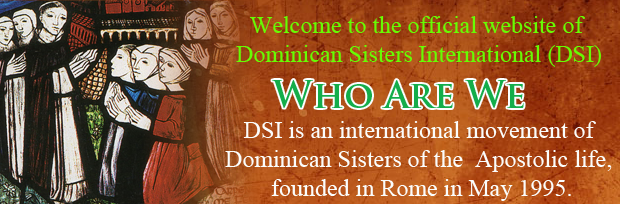 Welcome to the official website of
Dominican Sisters International (DSI)
WHO ARE WE
DSI is an international movement of
Dominican Sisters of the Apostolic life,
founded in Rome in May 1995.